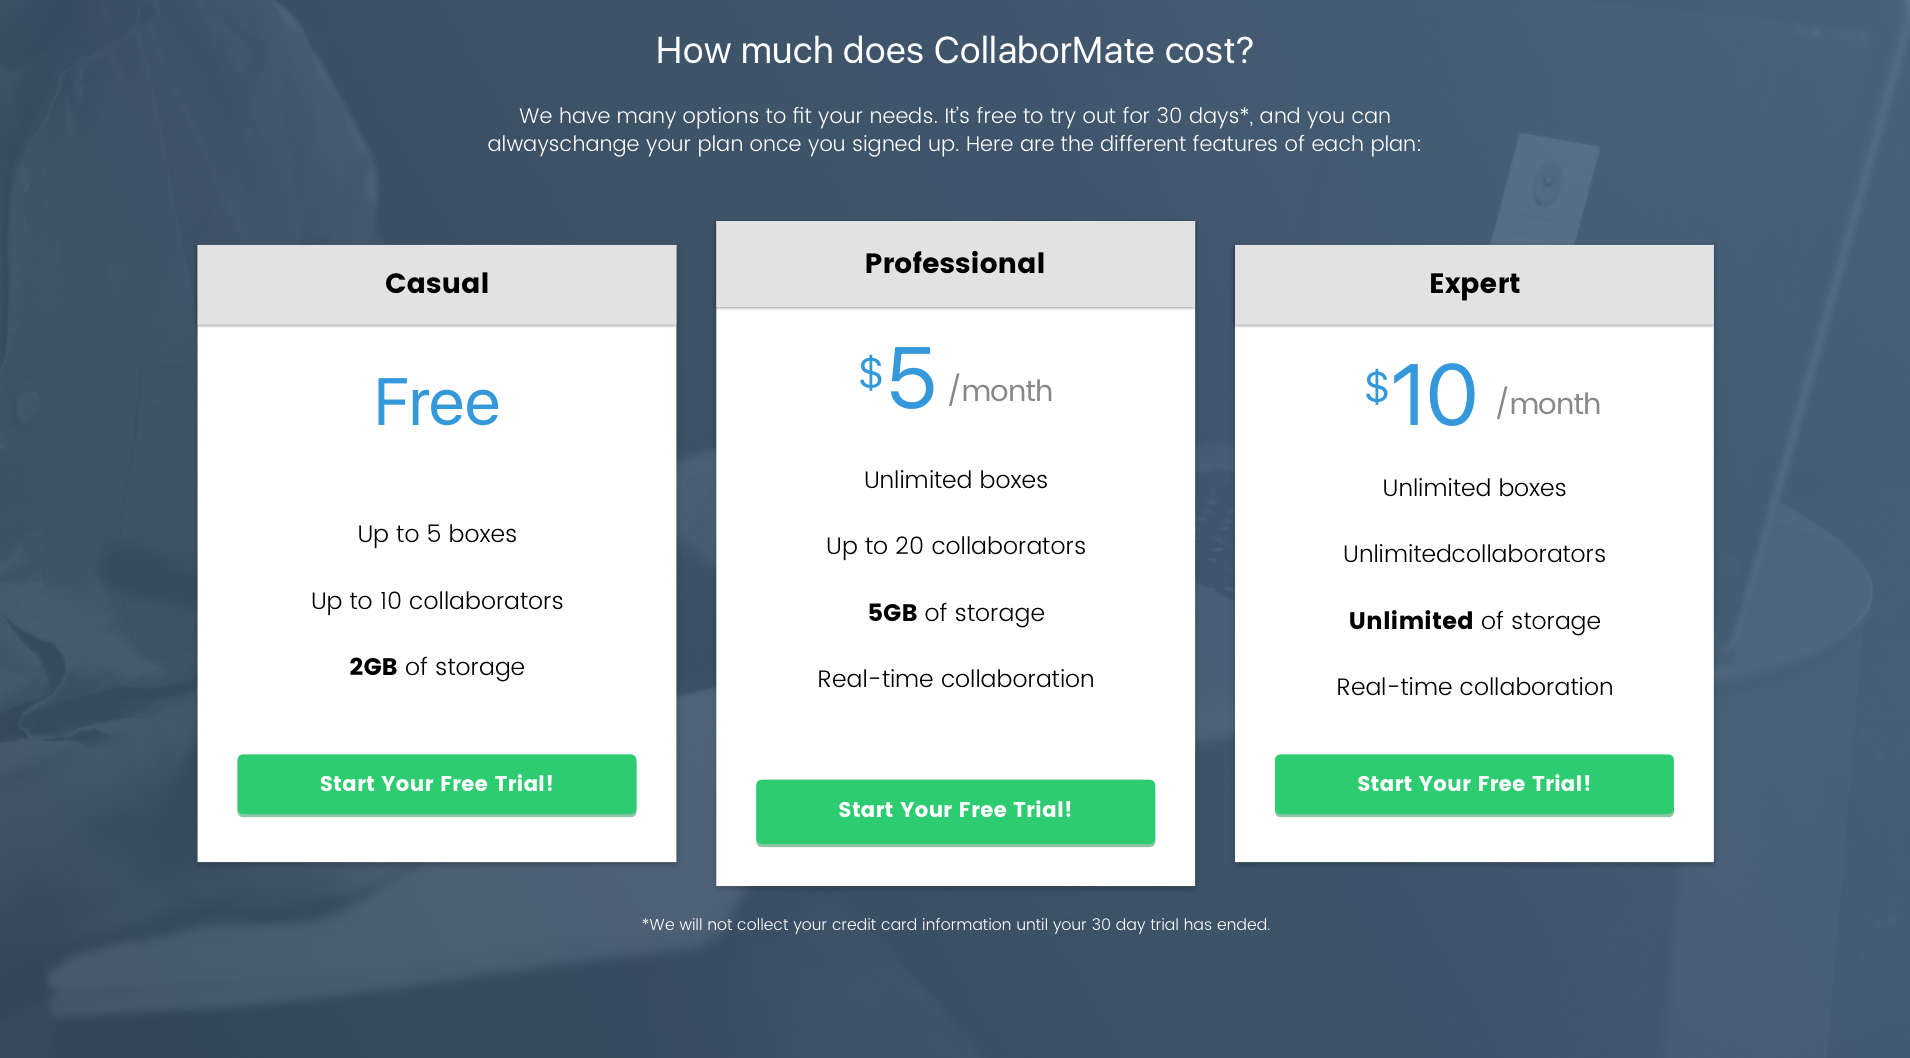 How much does CollaborMate cost?
We have many options to fit your needs. It's free to try out for 30 days*, and you can
alwayschange your plan once you signed up. Here are the different features of each plan:
Casual
Free
Up to 5 boxes
Up to 10 collaborators
2GB of storage
Start Your Free Trial!
Professional
$5 /month
Unlimited boxes
Up to 20 collaborators
5GB of storage
Real-time collaboration
Start Your Free Trial!
Expert
$10 /month
Unlimited boxes
Unlimitedcollaborators
Unlimited of storage
Real-time collaboration
Start Your Free Trial!
*We will not collect your credit card information until your 30 day trial has ended.